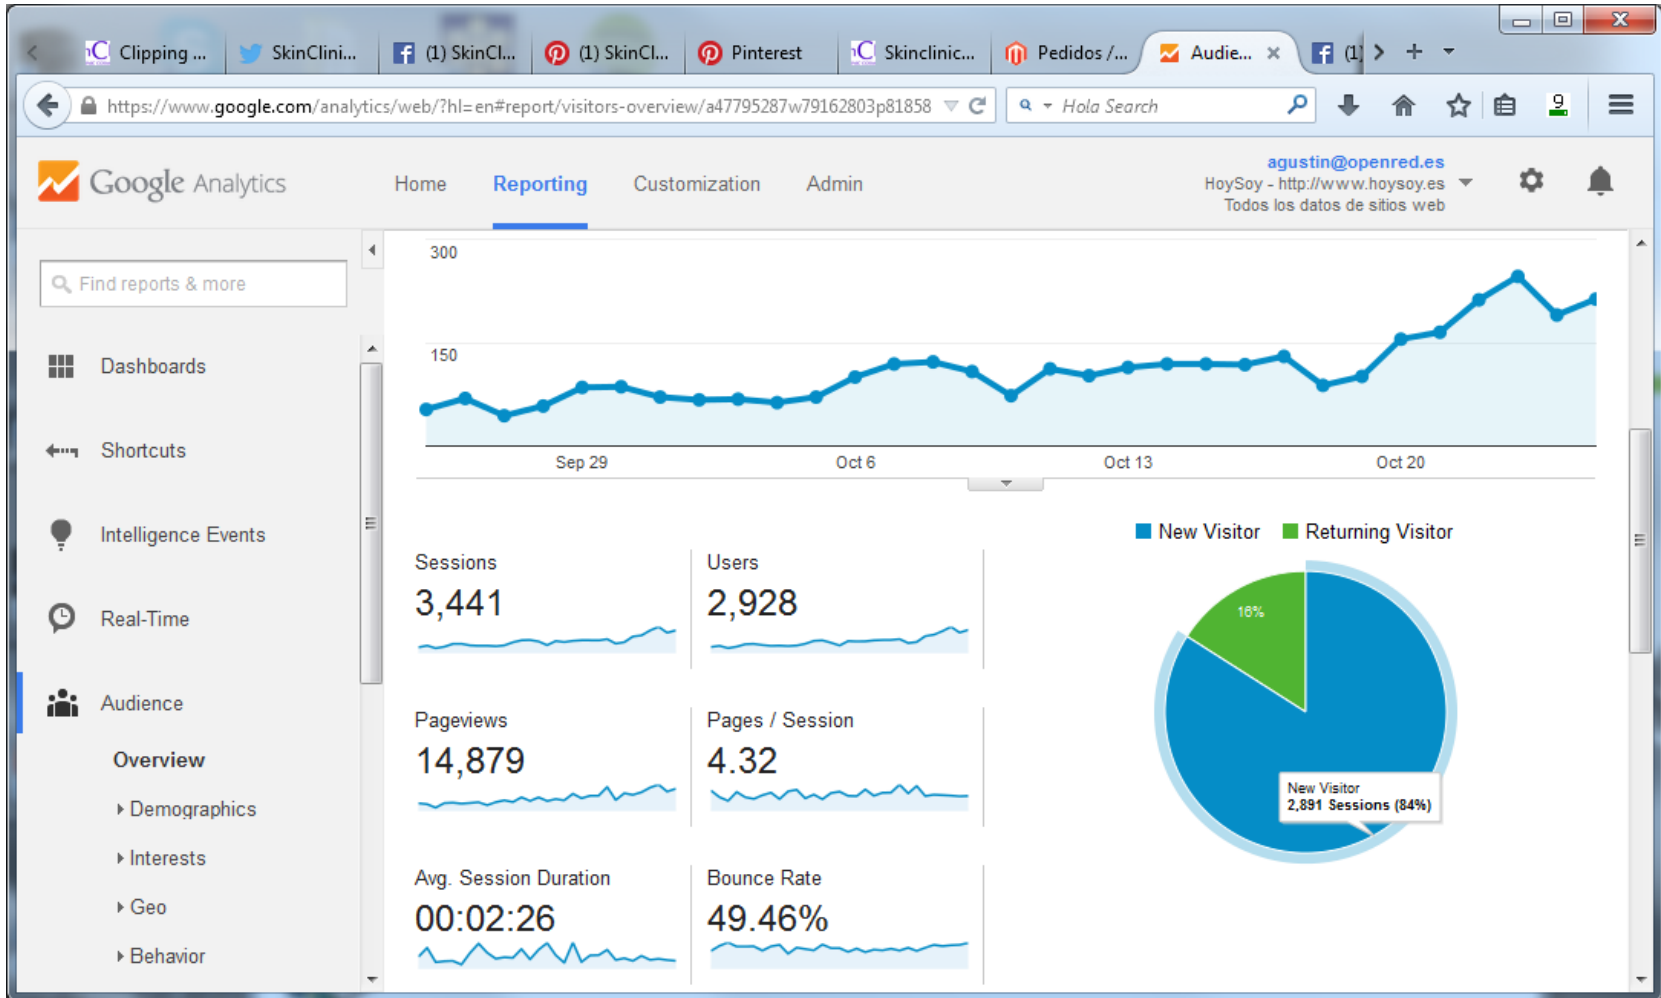 Clipping ...
SkinClini...
(1) SkinCl...
(1) SkinCl...
Pinterest
Skinclinic...
Pedidos /...
Audie...
(1)
https://www.google.com/analytics/web/?hl=en#report/visitors-overview/a47795287w79162803p81858
Hola Search
9
Google Analytics
Home
Reporting
Customization
Admin
agustin@openred.es
HoySoy - http://www.hoysoy.es
Todos los datos de sitios web
Find reports & more
Dashboards
Shortcuts
Intelligence Events
Real-Time
Audience
Overview
Demographics
Interests
Geo
Behavior
300
150
Sep 29
Oct 6
Oct 13
Oct 20
New Visitor
Returning Visitor
Sessions
3,441
Users
2,928
Pageviews
14,879
Pages / Session
4.32
Avg. Session Duration
00:02:26
Bounce Rate
49.46%
16%
New Visitor
2,891 Sessions (84%)